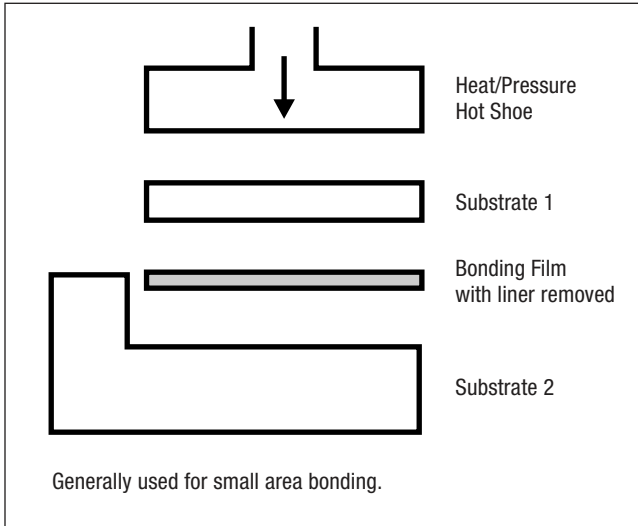 Heat/Pressure
Hot Shoe
Substrate 1
Bonding Film
with liner removed
Substrate 2
Generally used for small area bonding.